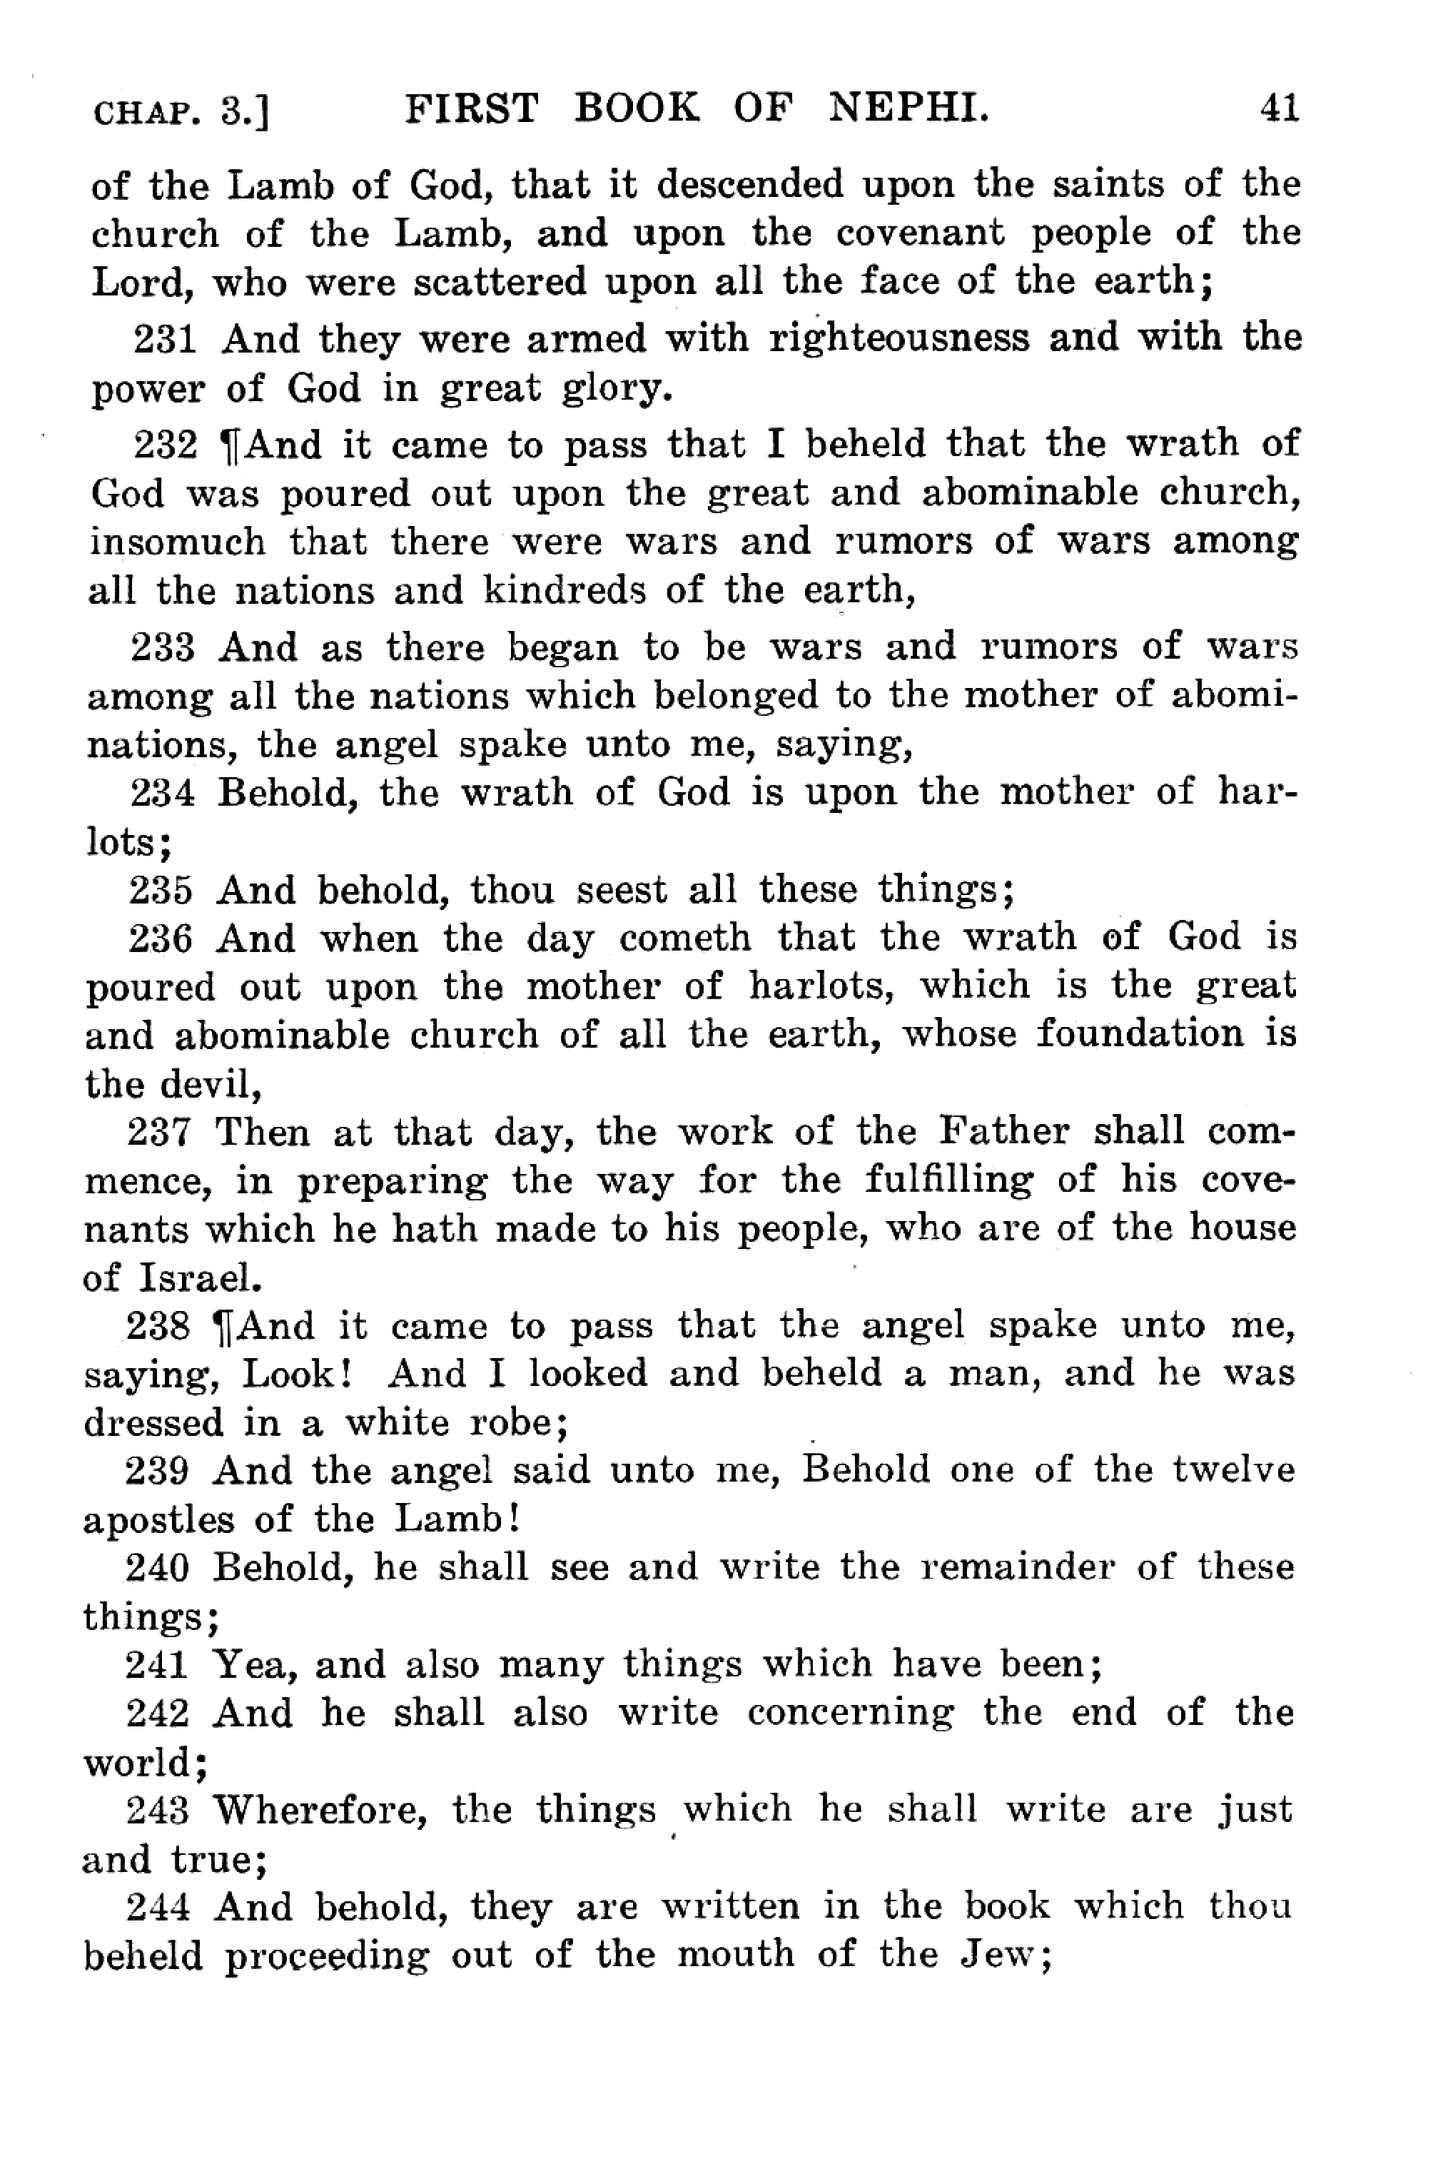 CHAP. 3.] FIRST BOOK OF NEPHI. 41
of the Lamb of God, that it descended upon the saints of the
church of the Lamb, and upon the covenant people of the
Lord, who were scattered upon all the face of the earth;
231 And they were armed with righteousness and with the
power of God in great glory.
232 ¶And it came to pass that I beheld that the wrath of
God was poured out upon the great and abominable church,
insomuch that there were wars and rumors of wars among
all the nations and kindreds of the earth,
233 And as there began to be wars and rumors of wars
among all the nations which belonged to the mother of abomi-
nations, the angel spake unto me, saying,
234 Behold, the wrath of God is upon the mother of har-
lots;
235 And behold, thou seest all these things;
236 And when the day cometh that the wrath of God is
poured out upon the mother of harlots, which is the great
and abominable church of all the earth, whose foundation is
the devil,
237 Then at that day, the work of the Father shall com-
mence, in preparing the way for the fulfilling of his cove-
nants which he hath made to his people, who are of the house
of Israel.
238 ¶And it came to pass that the angel spake unto me,
saying, Look! And I looked and beheld a man, and he was
dressed in a white robe;
239 And the angel said unto me, Behold one of the twelve
apostles of the Lamb!
240 Behold, he shall see and write the remainder of these
things;
241 Yea, and also many things which have been;
242 And he shall also write concerning the end of the
world;
243 Wherefore, the things which he shall write are just
and true;
244 And behold, they are written in the book which thou
beheld proceeding out of the mouth of the Jew;